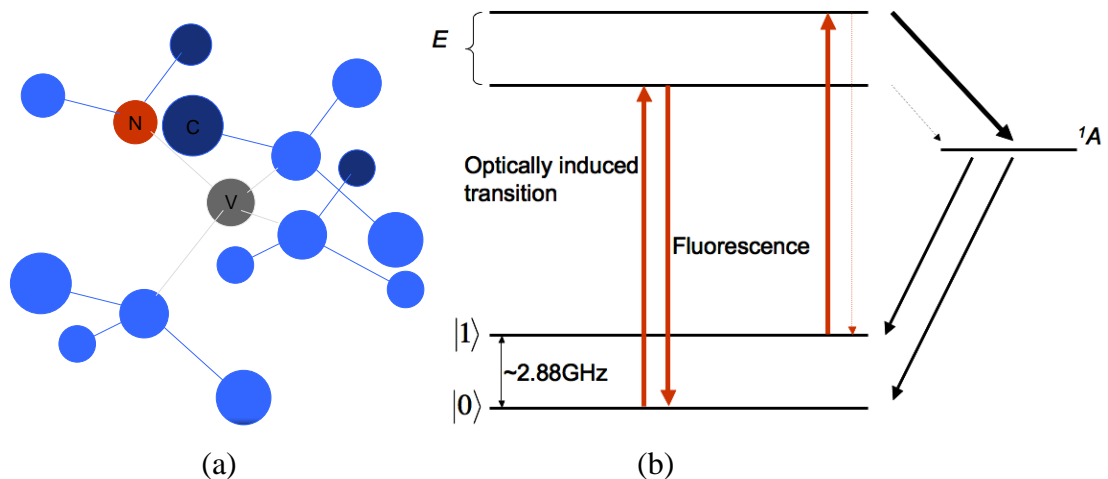 N
C
V
(a)
E
Optically induced
transition
Fluorescence
¹A
|1⟩
~2.88GHz
|0⟩
(b)